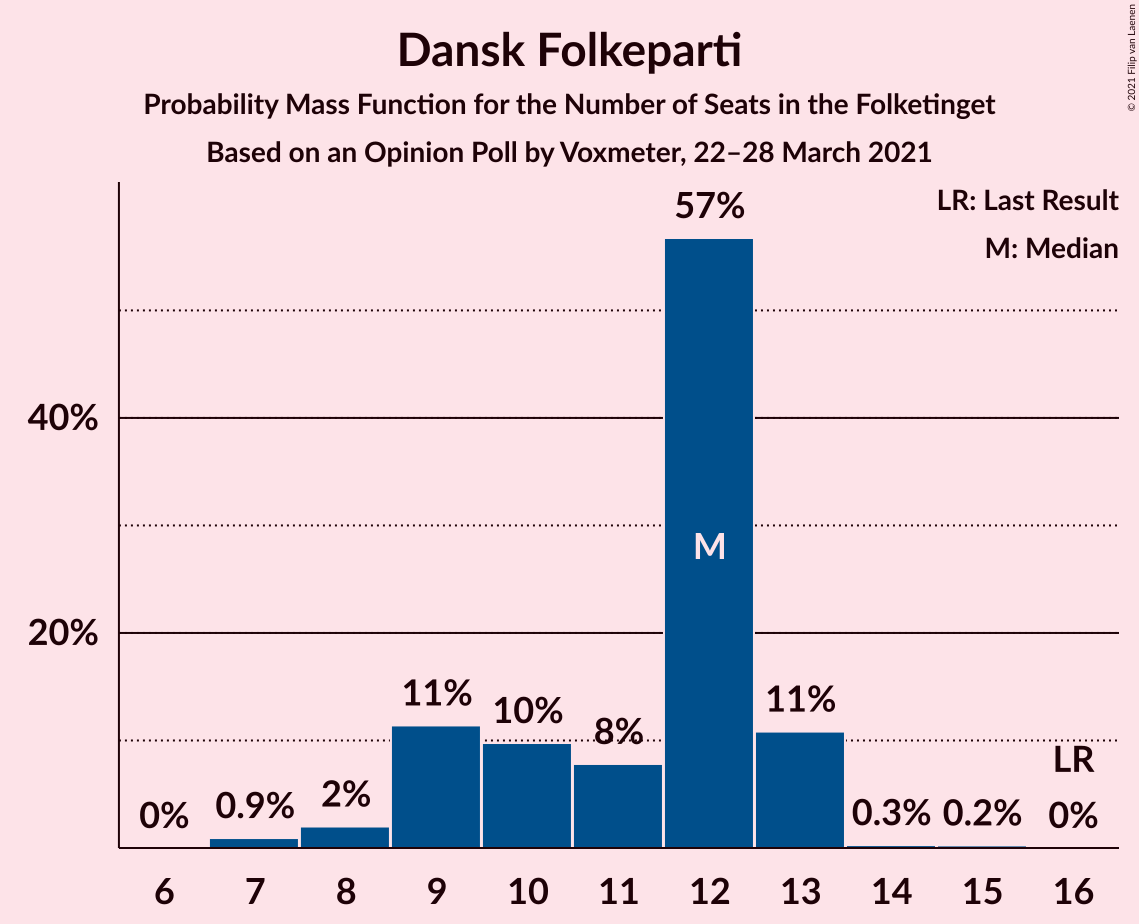 Dansk Folkeparti
Probability Mass Function for the Number of Seats in the Folketinget
Based on an Opinion Poll by Voxmeter, 22–28 March 2021
© 2021 Filip van Laenen
LR: Last Result
M: Median
57%
40%
M
20%
11%
10%
8%
11%
LR
0%
0.9%
2%
0.3%
0.2%
0%
6 7 8 9 10 11 12 13 14 15 16